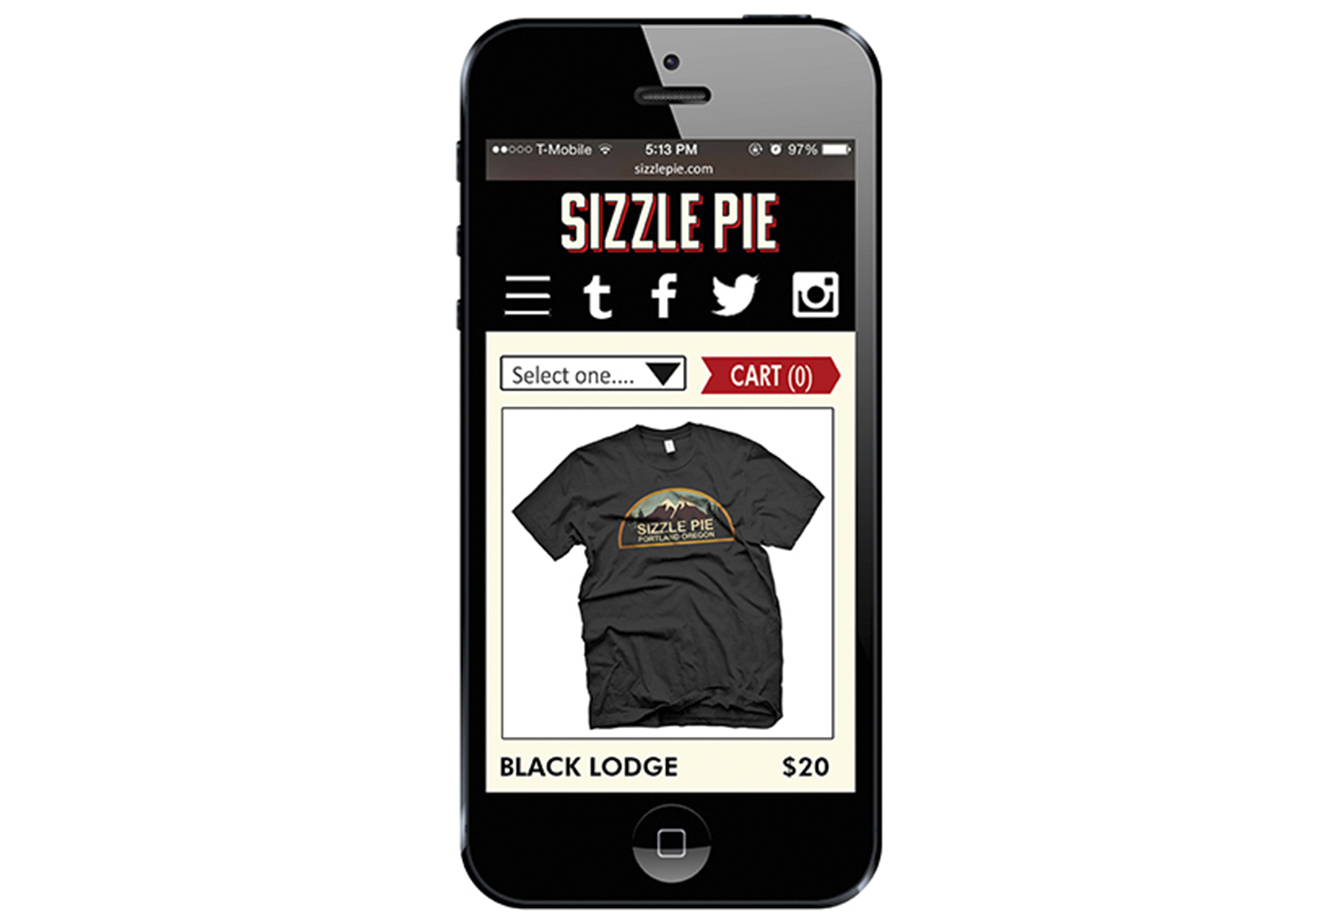 T-Mobile 5:13 PM 97%
sizzlepie.com
SIZZLE PIE
Select one....
CART (0)
SIZZLE PIE
PORTLAND OREGON
BLACK LODGE $20